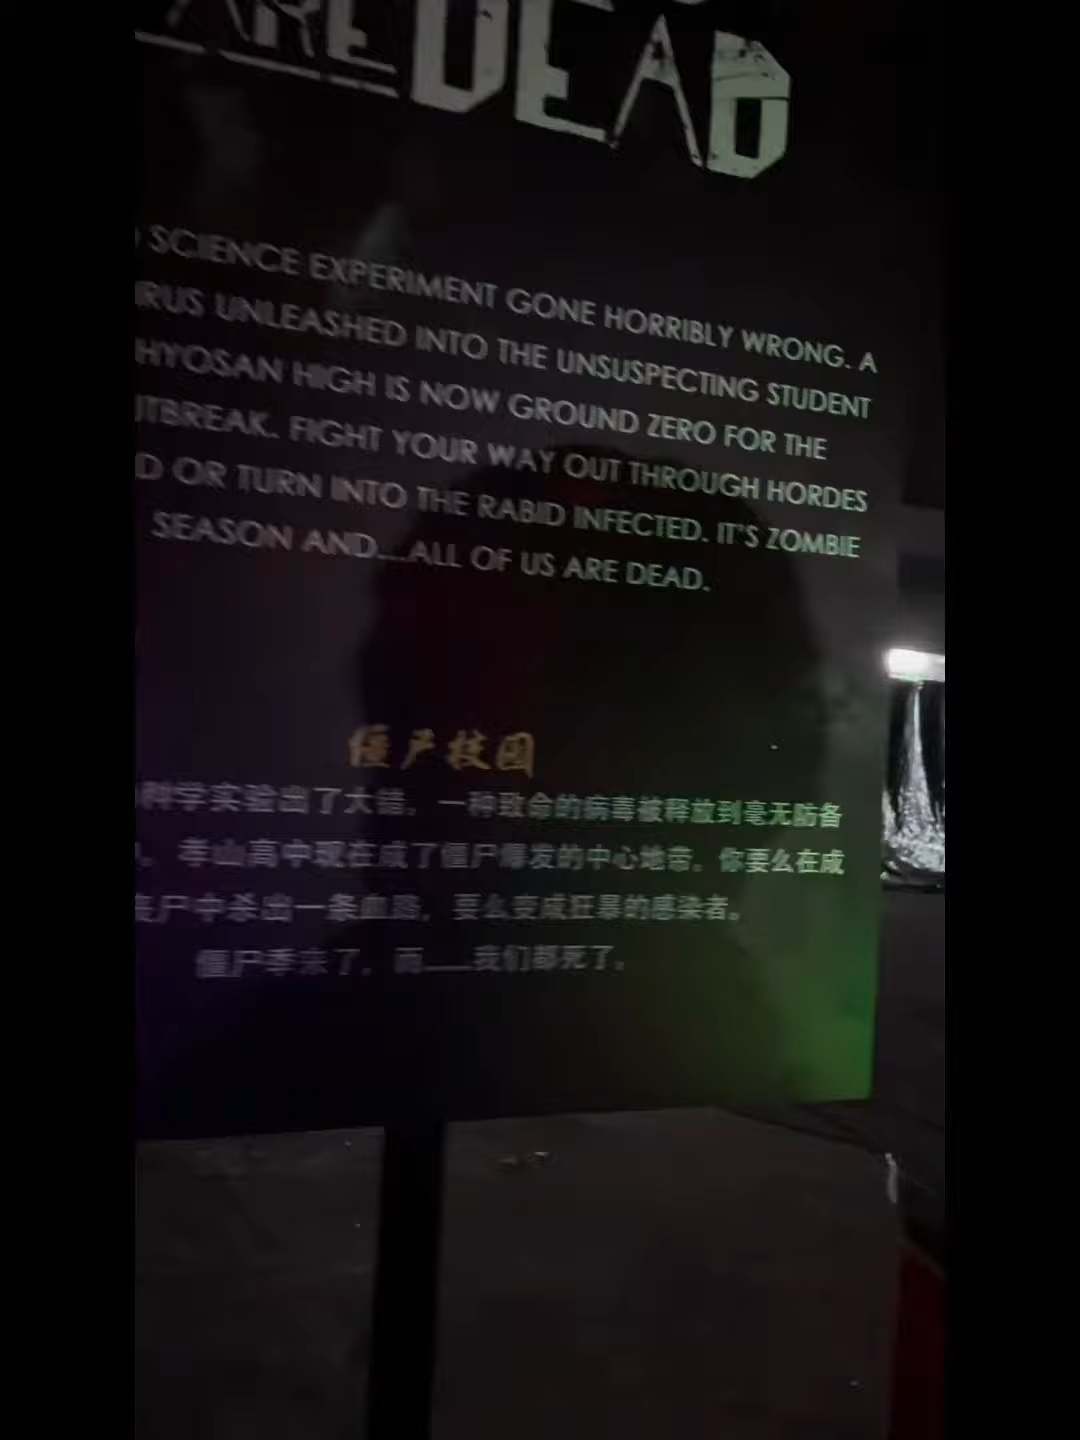 ARE DEAD
SCIENCE EXPERIMENT GONE HORRIBLY WRONG. A
RUS UNLEASHED INTO THE UNSUSPECTING STUDENT
HYOSAN HIGH IS NOW GROUND ZERO FOR THE
TBREAK. FIGHT YOUR WAY OUT THROUGH HORDES
D OR TURN INTO THE RABID INFECTED. IT'S ZOMBIE
SEASON AND...ALL OF US ARE DEAD.
僵尸校园
科学实验出了大错。一种致命的病毒被释放到毫无防备
孝山高中现在成了僵尸爆发的中心地带。你要么在成
丧尸中杀出一条血路，要么变成狂暴的感染者。
僵尸季来了，而......我们都死了。